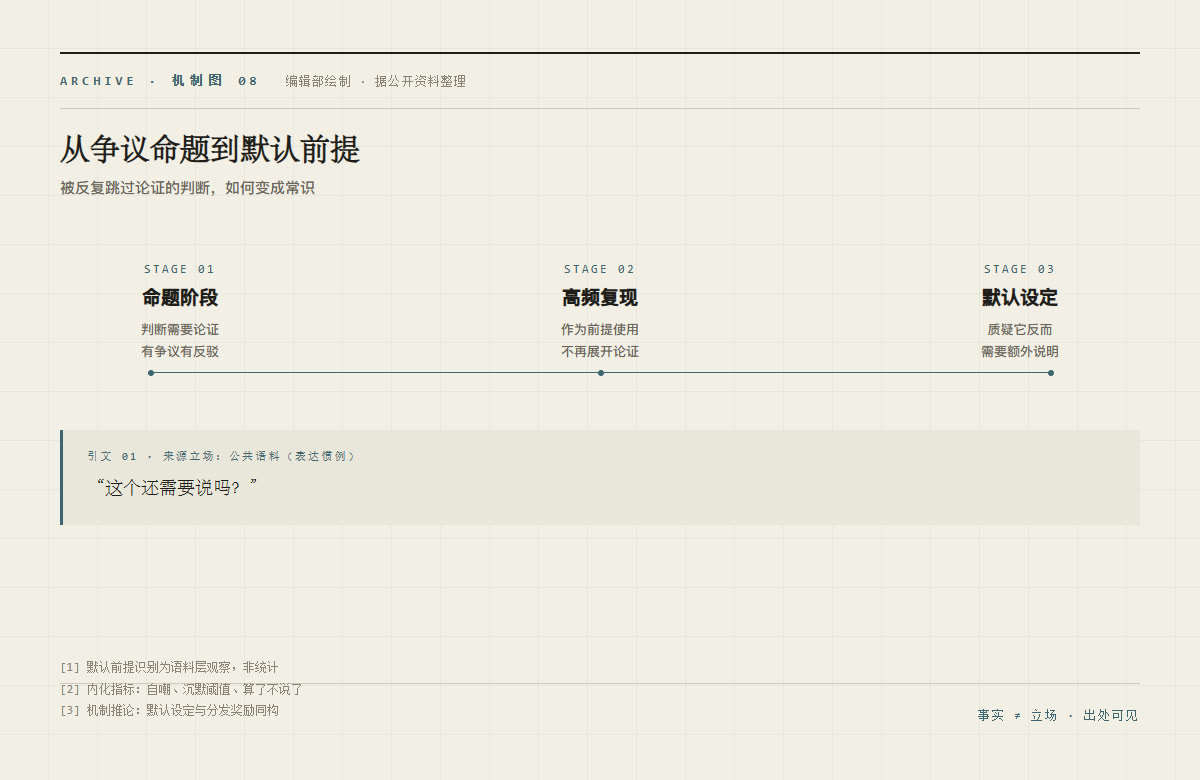 ARCHIVE · 机制图 08 编辑部绘制 · 据公开资料整理
从争议命题到默认前提
被反复跳过论证的判断，如何变成常识
STAGE 01
命题阶段
判断需要论证
有争议有反驳
STAGE 02
高频复现
作为前提使用
不再展开论证
STAGE 03
默认设定
质疑它反而
需要额外说明
引文 01 · 来源立场：公共语料（表达惯例）
“这个还需要说吗？”
[1] 默认前提识别为语料层观察，非统计
[2] 内化指标：自嘲、沉默阈值、算了不说了
[3] 机制推论：默认设定与分发奖励同构
事实 ≠ 立场 · 出处可见